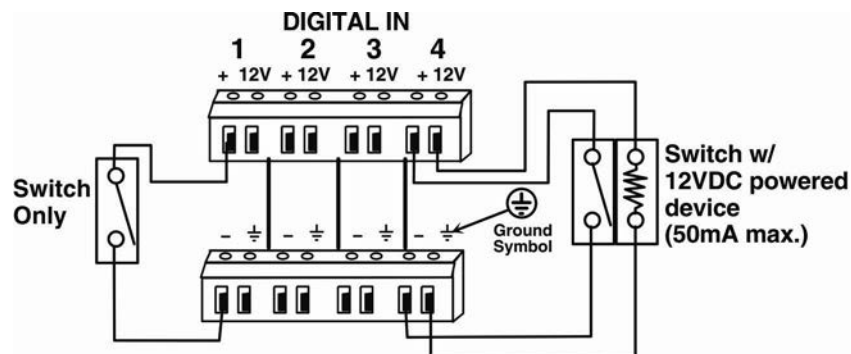 DIGITAL IN
1 2 3 4
+ 12V + 12V + 12V + 12V
Switch
Only
Switch w/
12VDC powered
device
(50mA max.)
Ground
Symbol
– ⏚ – ⏚ – ⏚ – ⏚